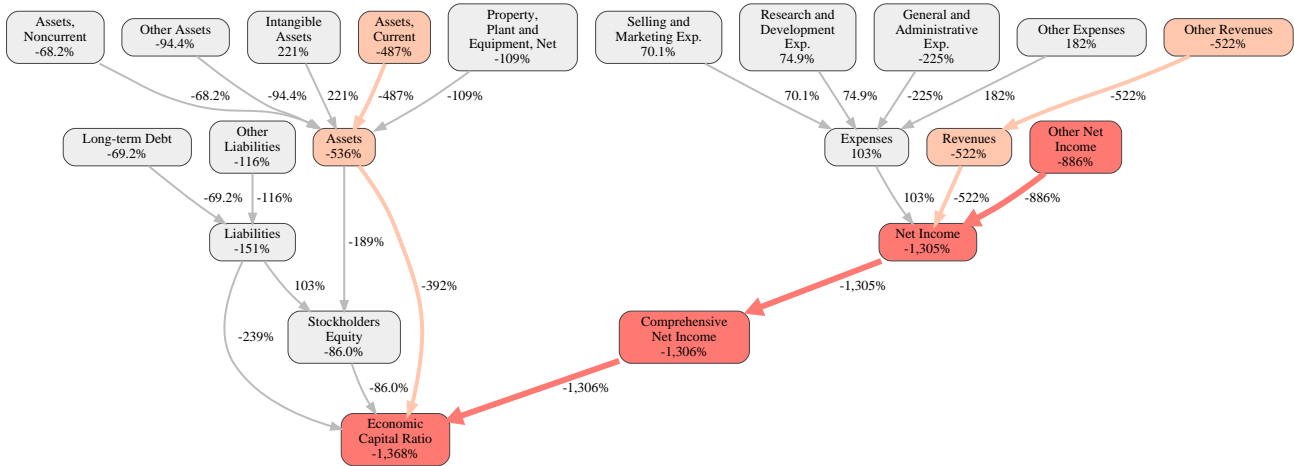 Assets,
Noncurrent
-68.2%
Other Assets
-94.4%
Intangible
Assets
221%
Assets,
Current
-487%
Property,
Plant and
Equipment, Net
-109%
Selling and
Marketing Exp.
70.1%
Research and
Development
Exp.
74.9%
General and
Administrative
Exp.
-225%
Other Expenses
182%
Other Revenues
-522%
-68.2%
-94.4%
221%
-487%
-109%
70.1%
74.9%
-225%
182%
-522%
Long-term Debt
-69.2%
Other
Liabilities
-116%
Assets
-536%
Expenses
103%
Revenues
-522%
Other Net
Income
-886%
-69.2%
-116%
103%
-522%
-886%
Liabilities
-151%
-189%
Net Income
-1,305%
103%
-392%
-1,305%
-239%
Stockholders
Equity
-86.0%
Comprehensive
Net Income
-1,306%
-86.0%
-1,306%
Economic
Capital Ratio
-1,368%